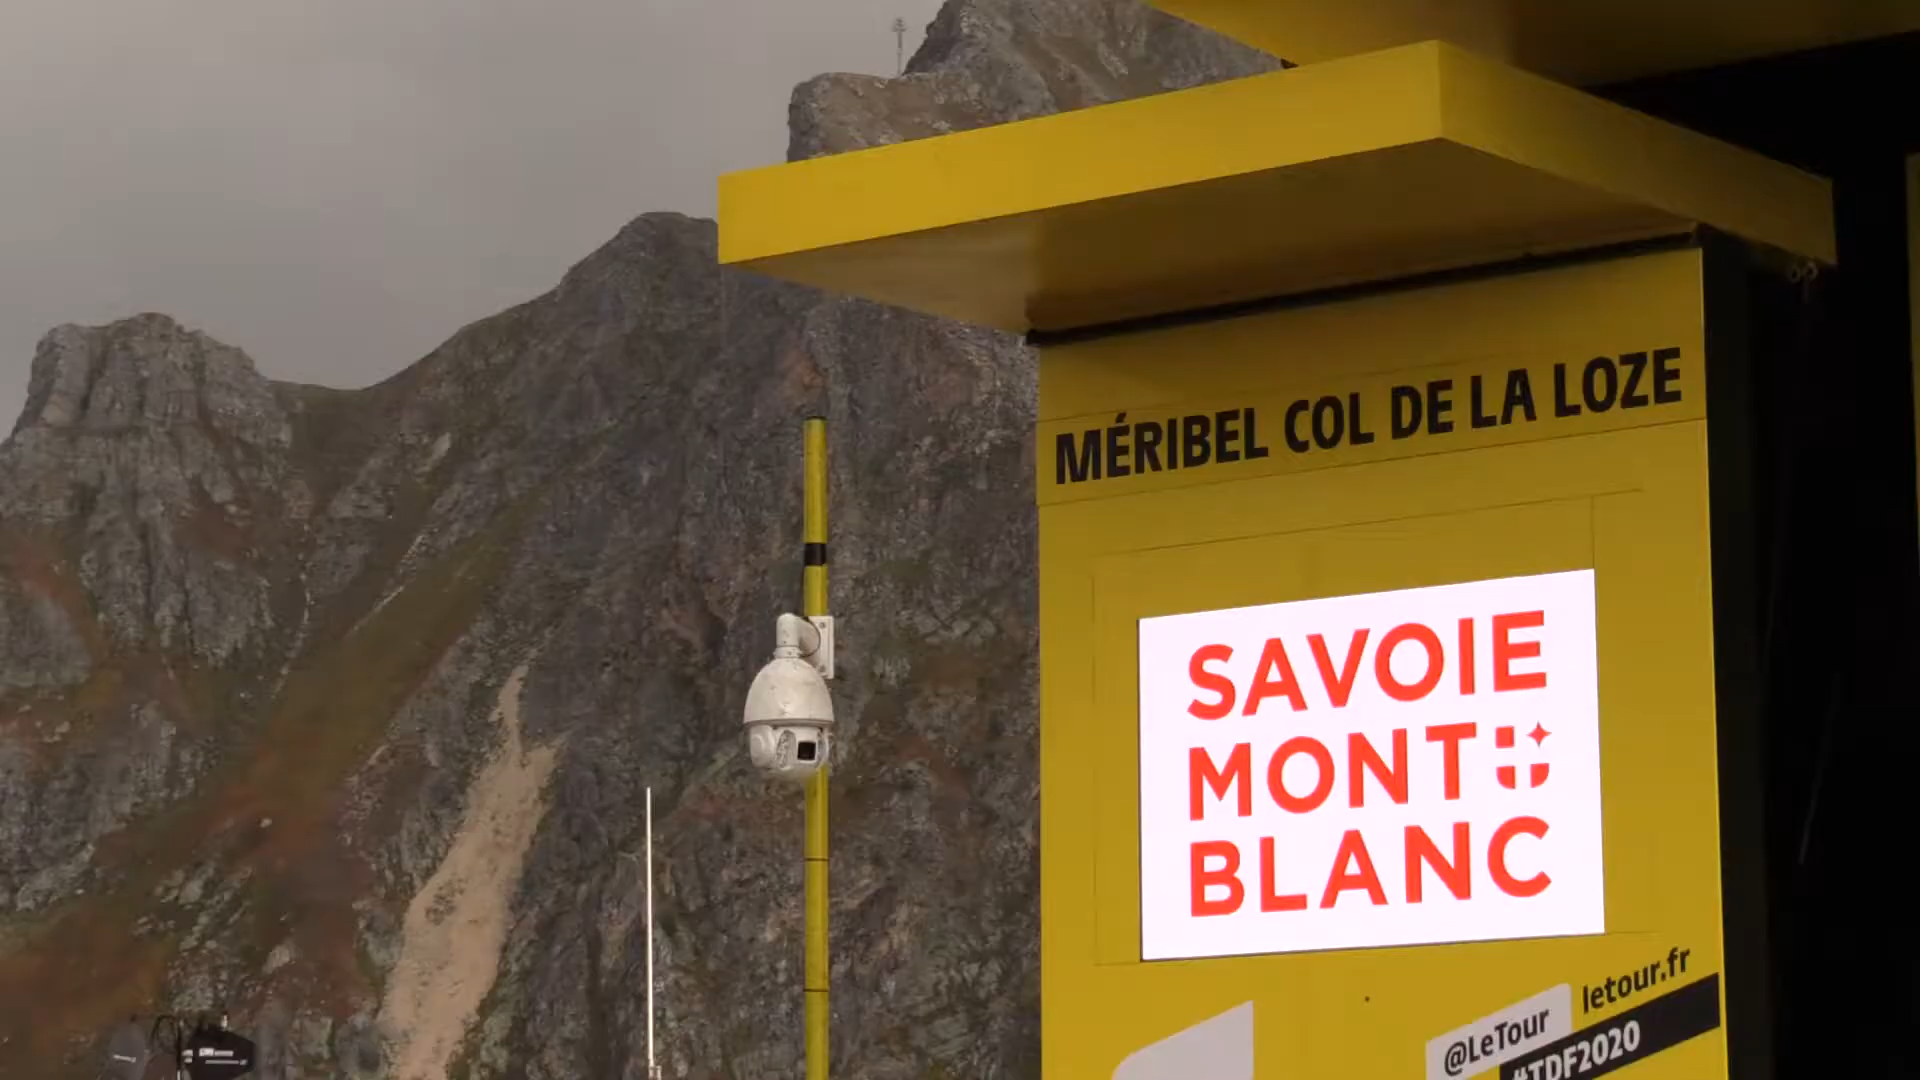 MÉRIBEL COL DE LA LOZE
SAVOIE
MONT
BLANC
letour.fr
@LeTour
#TDF2020